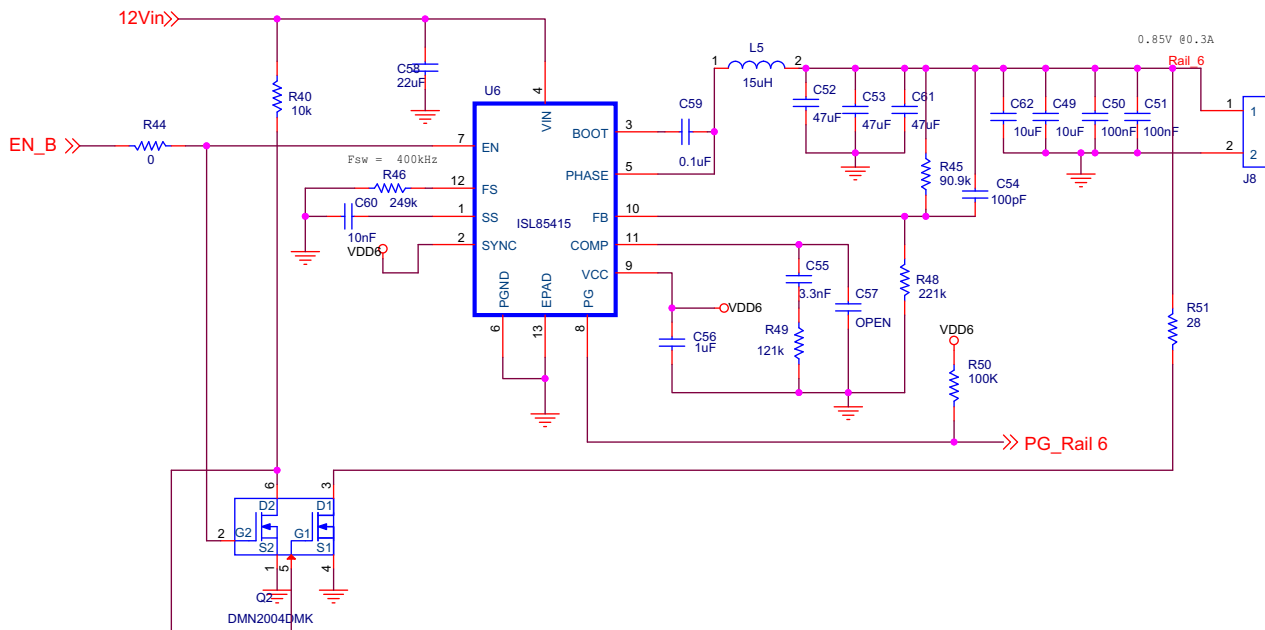 12Vin
0.85V @0.3A
Rail_6
L5
1
2
15uH
C58
22uF
R40
10k
U6
4
VIN
C59
0.1uF
C52
47uF
C53
47uF
C61
47uF
C62
10uF
C49
10uF
C50
100nF
C51
100nF
1
1
2
2
J8
R44
0
EN_B
7
EN
BOOT
3
Fsw = 400kHz
R46
249k
12
FS
PHASE
5
R45
90.9k
C54
100pF
C60
10nF
1
SS
ISL85415
FB
10
VDD6
2
SYNC
COMP
11
VCC
9
PGND
EPAD
PG
6
13
8
C55
3.3nF
C57
OPEN
R48
221k
VDD6
C56
1uF
R49
121k
R51
28
VDD6
R50
100K
PG_Rail 6
6
3
D2
D1
2
G2
G1
S2
S1
1
5
4
Q2
DMN2004DMK